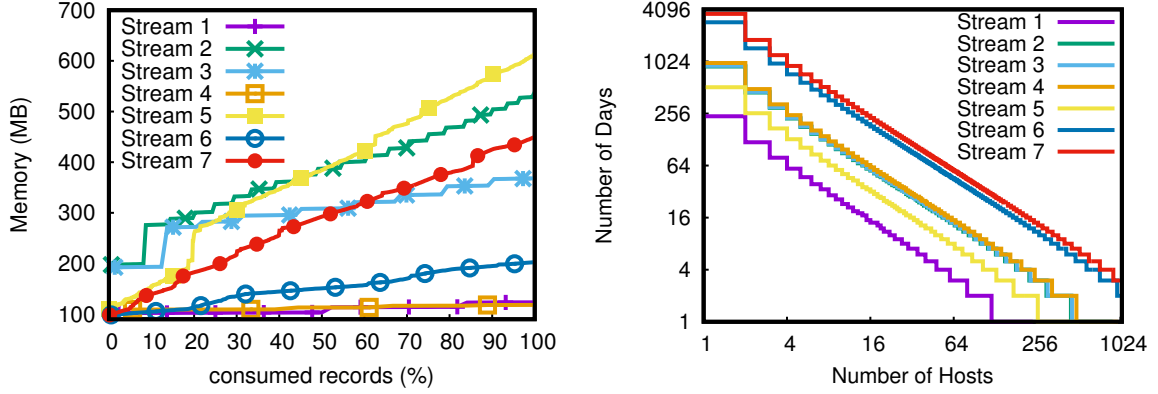 700
600
500
400
300
200
100
Memory (MB)
Stream 1
Stream 2
Stream 3
Stream 4
Stream 5
Stream 6
Stream 7
0 10 20 30 40 50 60 70 80 90 100
consumed records (%)
4096
1024
256
64
16
4
1
Number of Days
Stream 1
Stream 2
Stream 3
Stream 4
Stream 5
Stream 6
Stream 7
1 4 16 64 256 1024
Number of Hosts